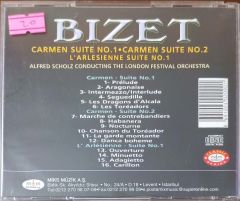 20
BIZET
CARMEN SUITE NO.1•CARMEN SUITE NO.2
L'ARLESIENNE SUITE NO.1
ALFRED SCHOLZ CONDUCTING THE LONDON FESTIVAL ORCHESTRA
Carmen - Suite No.1
1- Prélude
2- Aragonaise
3- Intermezzo/Interlude
4- Seguedille
5- Les Dragons d'Alcala
6- Les Toréadors
Carmen - Suite No.2
7- Marche de contrebandiers
8- Habanera
9- Nocturne
10- Chanson du Toréador
11- La garde montante
12- Danca boheme
L'Arlésienne Suite No.1
13- Ouverture
14- Minuetto
15- Adagietto
16- Carillon
MİKS MÜZİK A.Ş.